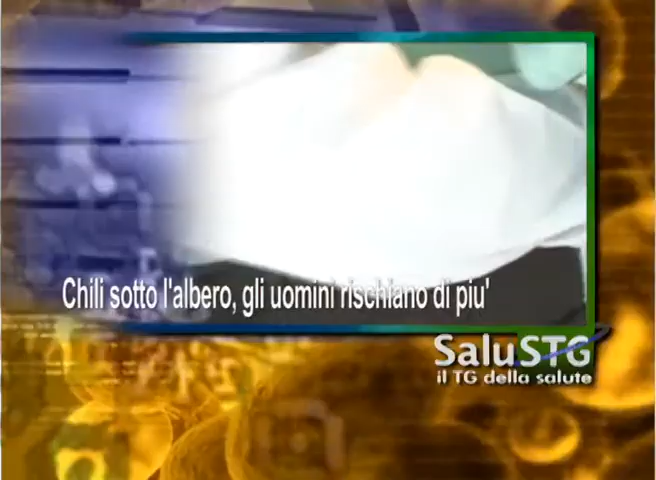 Chili sotto l'albero, gli uomini rischiano di piu'
SaluSTG
il TG della salute